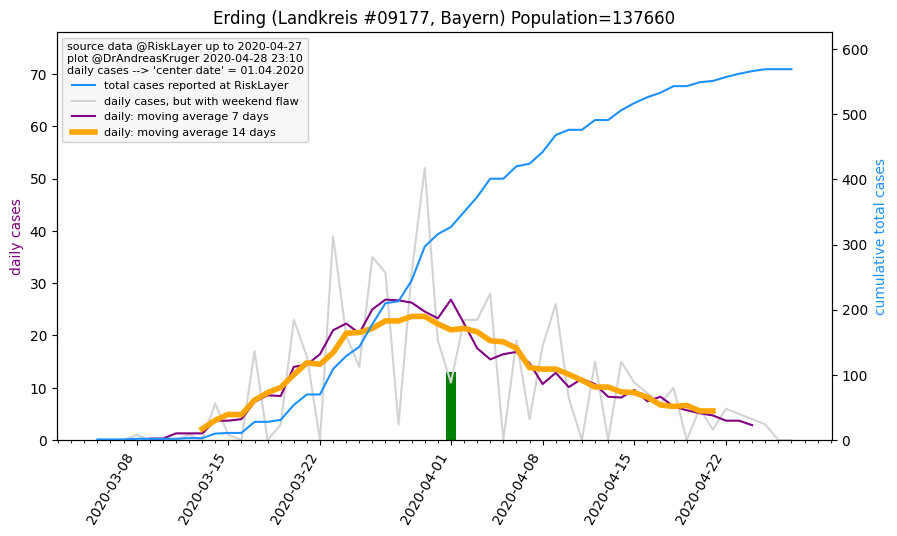 Erding (Landkreis #09177, Bayern) Population=137660
source data @RiskLayer up to 2020-04-27
plot @DrAndreasKruger 2020-04-28 23:10
daily cases --> 'center date' = 01.04.2020
total cases reported at RiskLayer
daily cases, but with weekend flaw
daily: moving average 7 days
daily: moving average 14 days
daily cases
70
60
50
40
30
20
10
0
600
500
400
300
200
100
0
cumulative total cases
2020-03-08
2020-03-15
2020-03-22
2020-04-01
2020-04-08
2020-04-15
2020-04-22